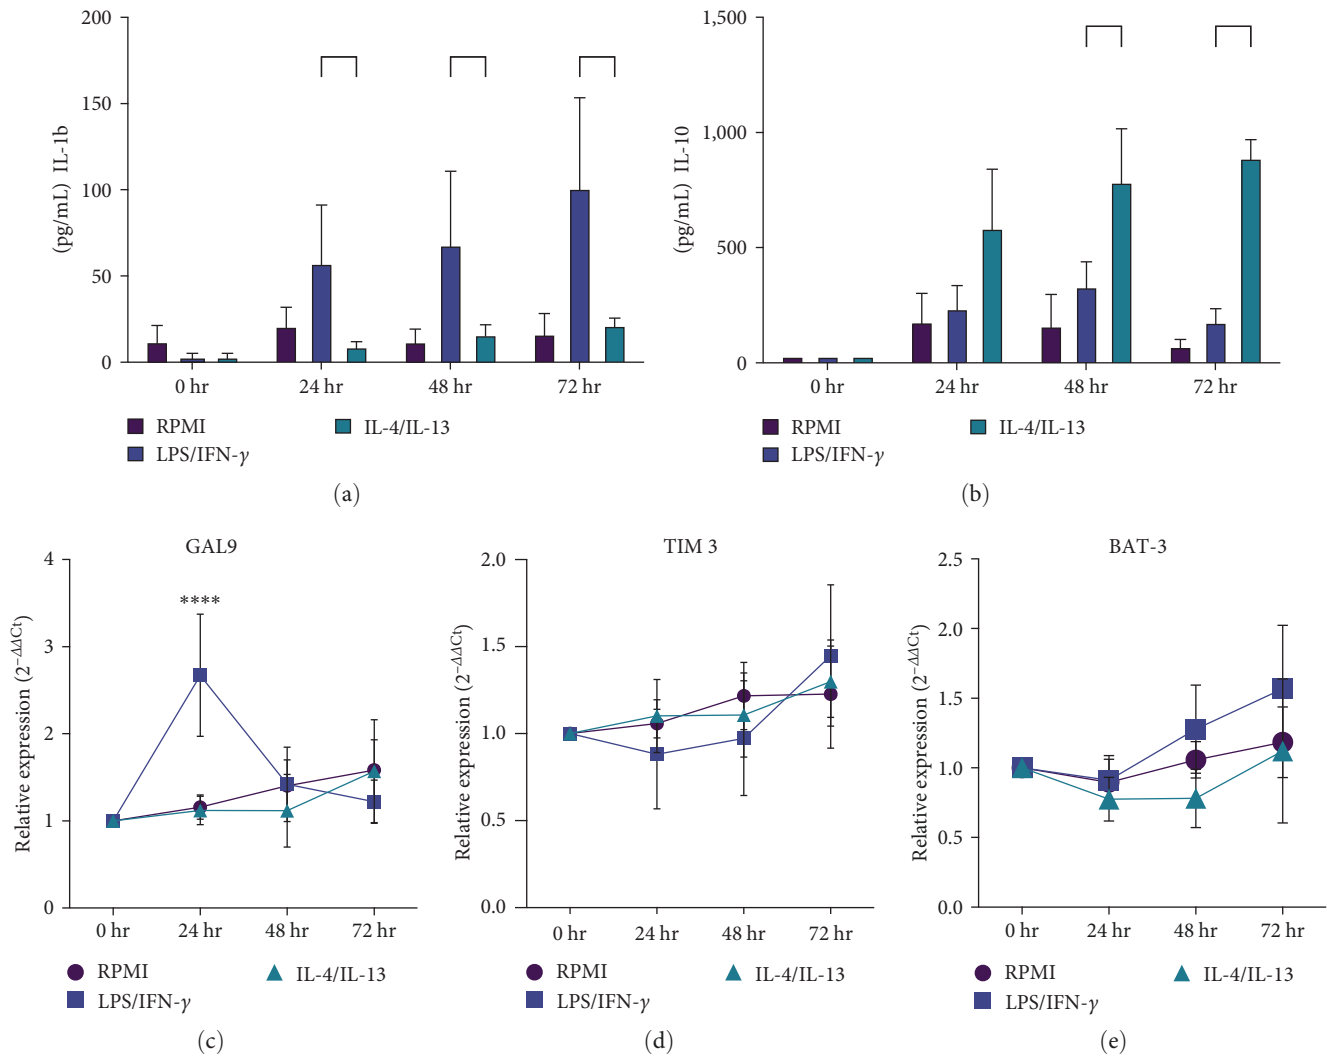 200
150
100
50
0
(pg/mL) IL-1b
0 hr
24 hr
48 hr
72 hr
RPMI
IL-4/IL-13
LPS/IFN-γ
(a)
1,500
1,000
500
0
(pg/mL) IL-10
0 hr
24 hr
48 hr
72 hr
RPMI
IL-4/IL-13
LPS/IFN-γ
(b)
GAL9
4
3
2
1
0
Relative expression (2^−ΔΔCt)
****
0 hr
24 hr
48 hr
72 hr
RPMI
IL-4/IL-13
LPS/IFN-γ
(c)
TIM 3
2.0
1.5
1.0
0.5
0.0
Relative expression (2^−ΔΔCt)
0 hr
24 hr
48 hr
72 hr
RPMI
IL-4/IL-13
LPS/IFN-γ
(d)
BAT-3
2.5
2.0
1.5
1.0
0.5
0.0
Relative expression (2^−ΔΔCt)
0 hr
24 hr
48 hr
72 hr
RPMI
IL-4/IL-13
LPS/IFN-γ
(e)